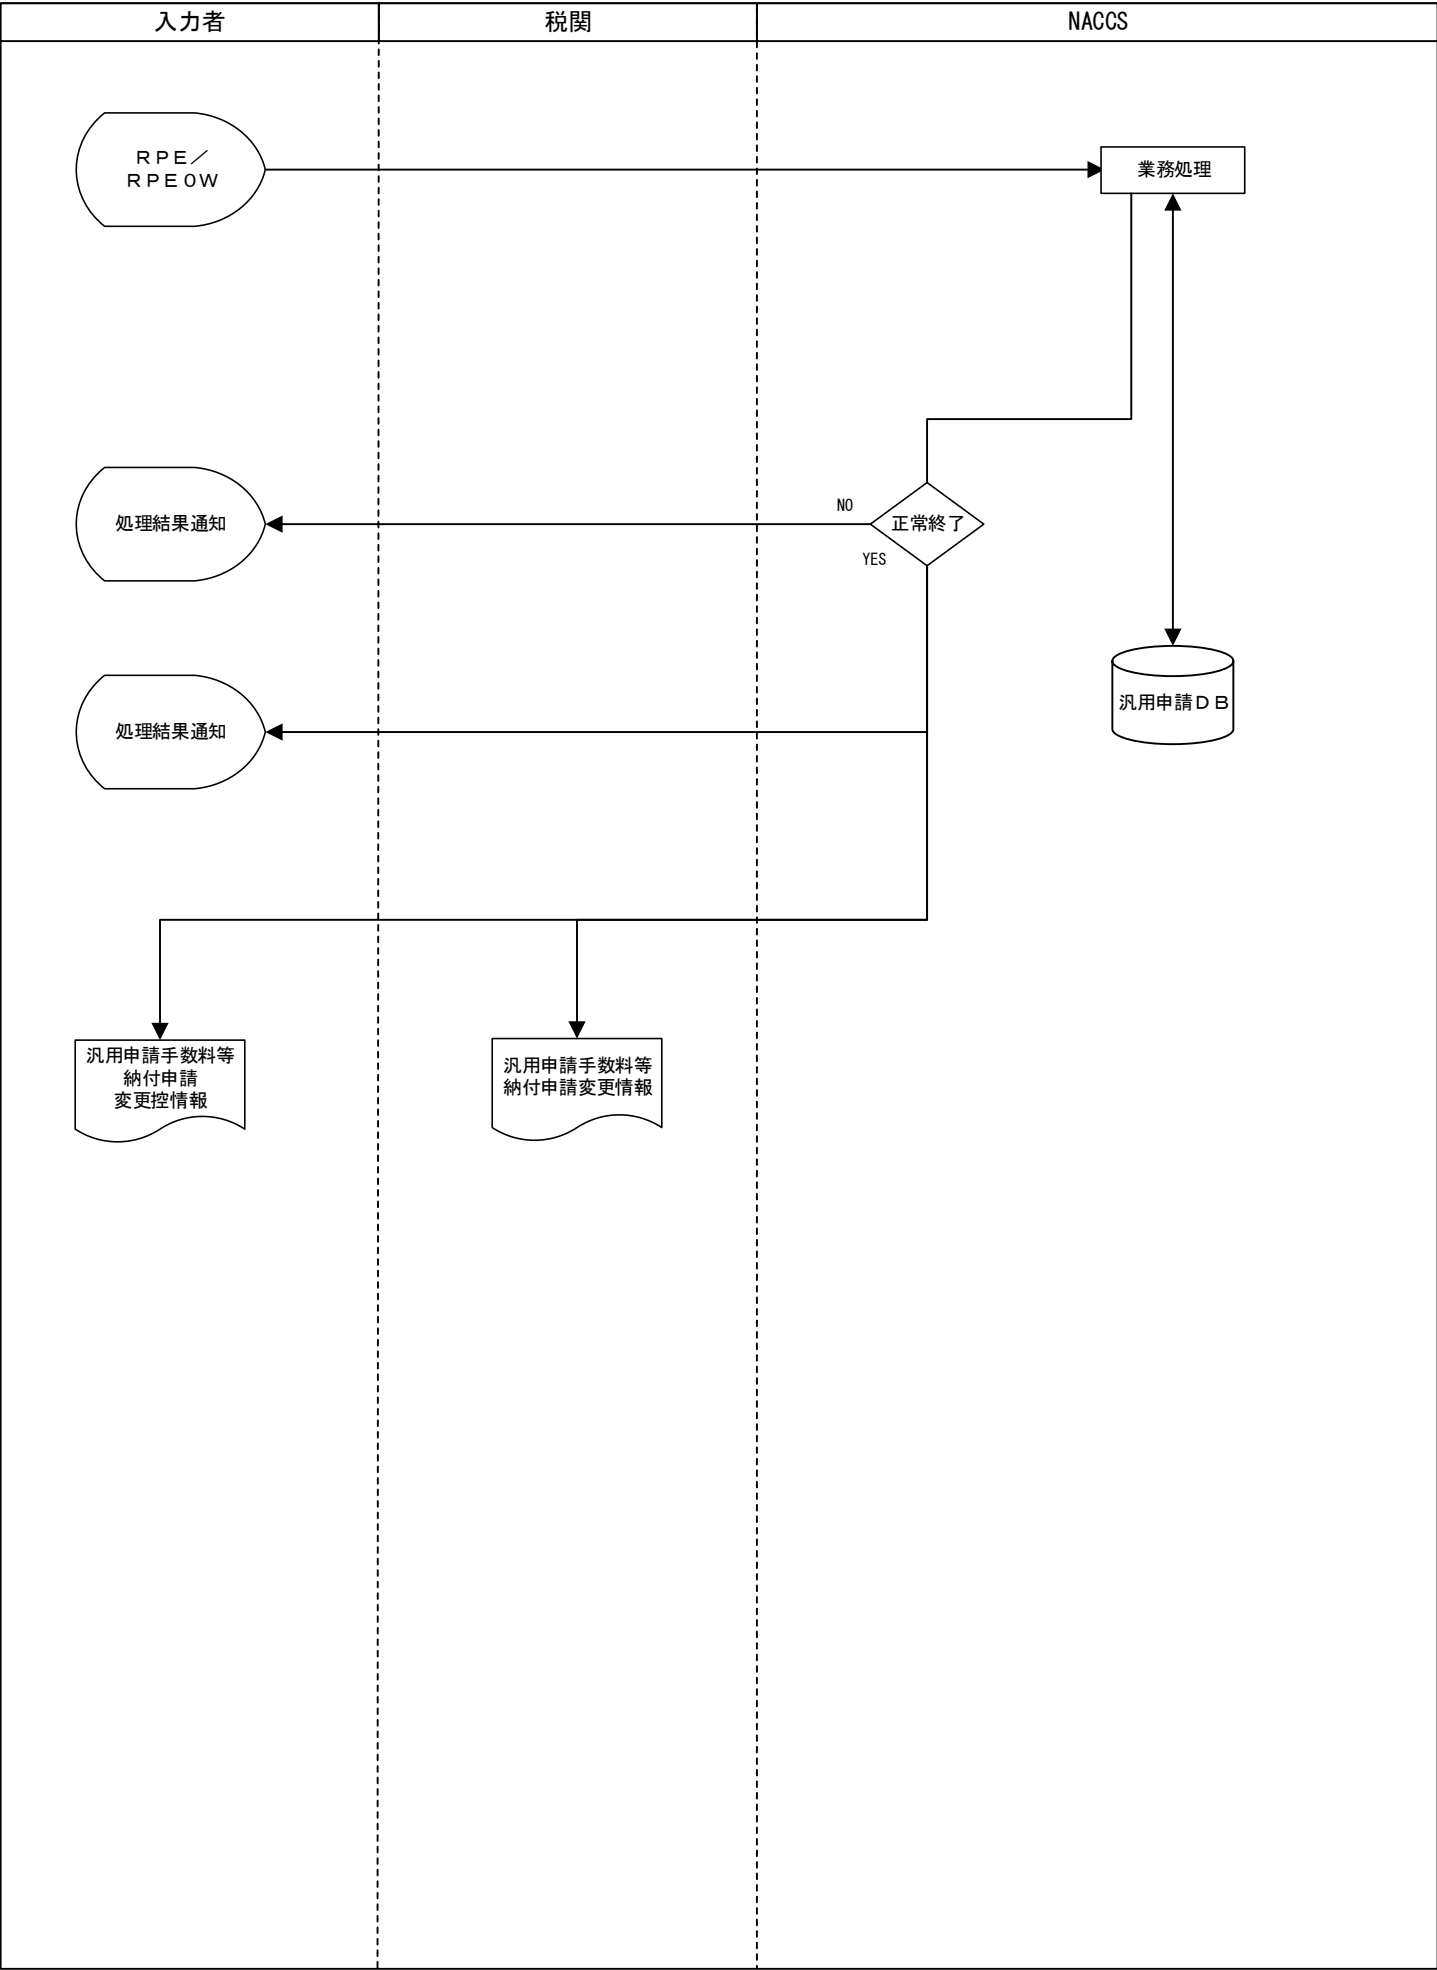 入力者
税関
NACCS
ＲＰＥ／
ＲＰＥ０Ｗ
業務処理
処理結果通知
NO
正常終了
YES
処理結果通知
汎用申請ＤＢ
汎用申請手数料等
納付申請
変更控情報
汎用申請手数料等
納付申請変更情報